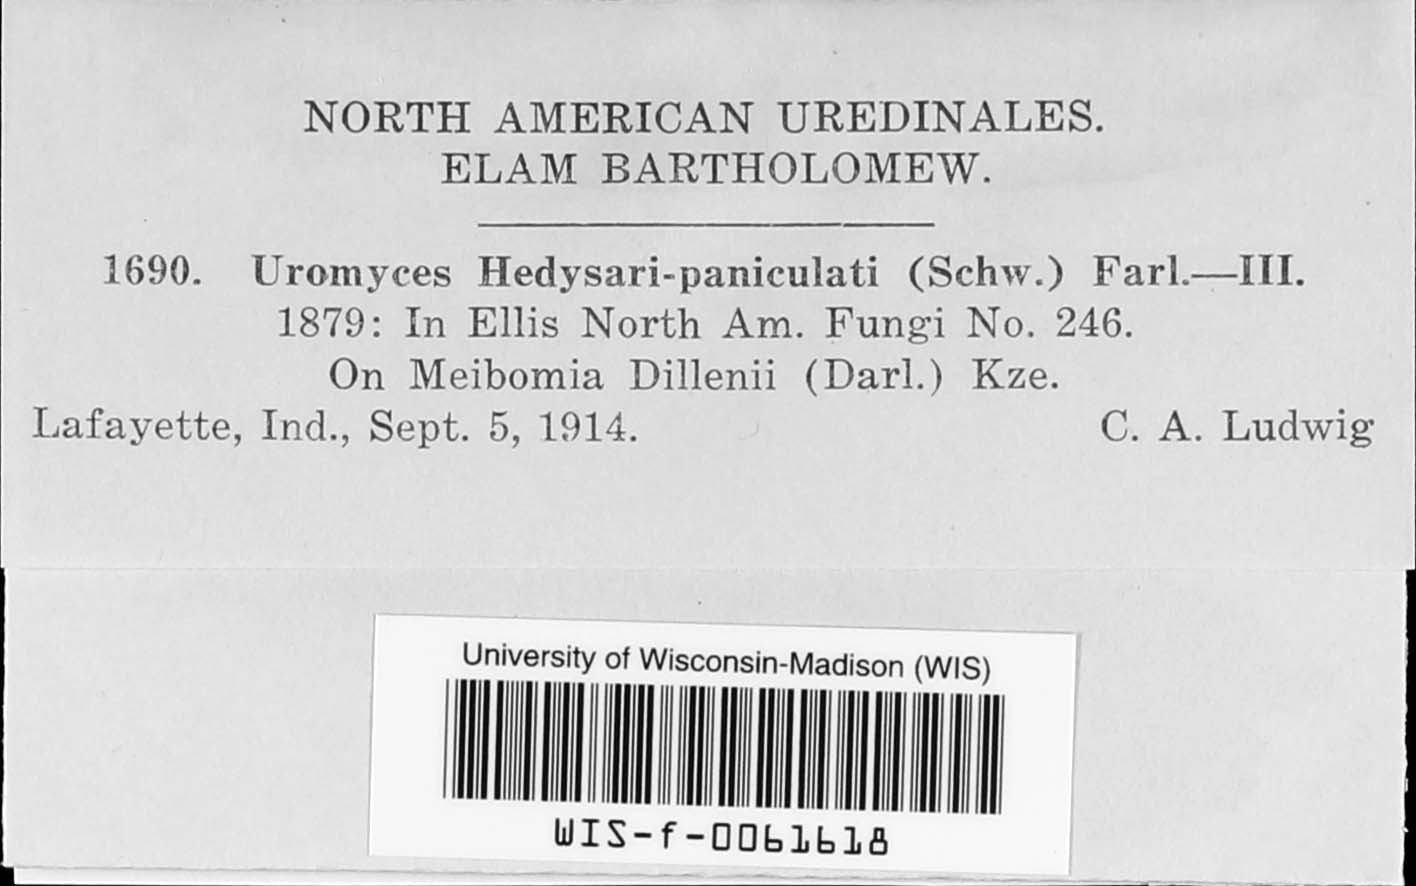 NORTH AMERICAN UREDINALES.
ELAM BARTHOLOMEW.
1690. Uromyces Hedysari-paniculati (Schw.) Farl.—III.
1879: In Ellis North Am. Fungi No. 246.
On Meibomia Dillenii (Darl.) Kze.
Lafayette, Ind., Sept. 5, 1914. C. A. Ludwig
University of Wisconsin-Madison (WIS)
WIS-f-0061618